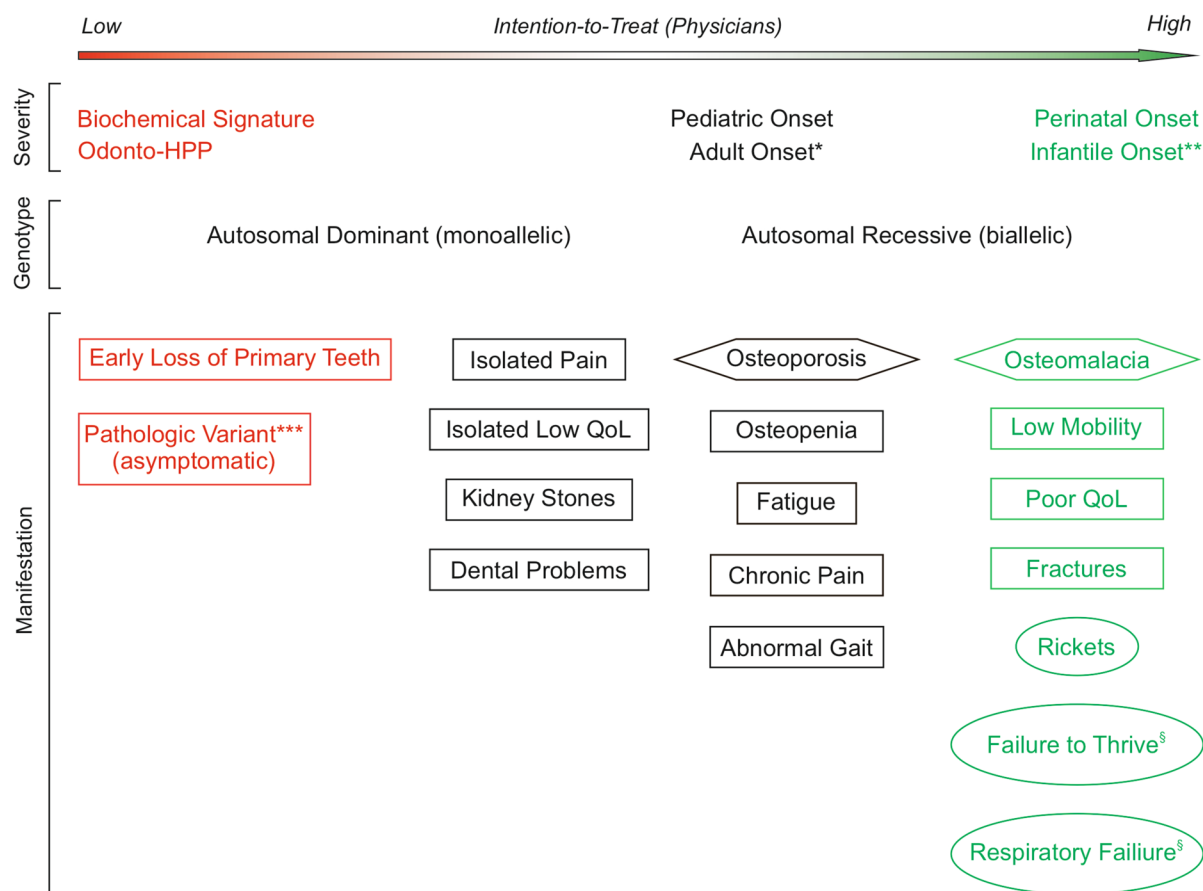 Low Intention-to-Treat (Physicians) High
Severity
Biochemical Signature Pediatric Onset Perinatal Onset
Odonto-HPP Adult Onset* Infantile Onset**
Genotype
Autosomal Dominant (monoallelic) Autosomal Recessive (biallelic)
Manifestation
Early Loss of Primary Teeth Isolated Pain Osteoporosis Osteomalacia
Pathologic Variant*** Isolated Low QoL Osteopenia Low Mobility
(asymptomatic)
Kidney Stones Fatigue Poor QoL
Dental Problems Chronic Pain Fractures
Abnormal Gait Rickets
Failure to Thrive§
Respiratory Failiure§